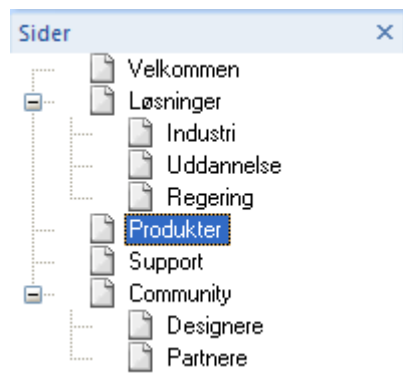 Sider
Velkommen
Løsninger
Industri
Uddannelse
Regering
Produkter
Support
Community
Designere
Partnere